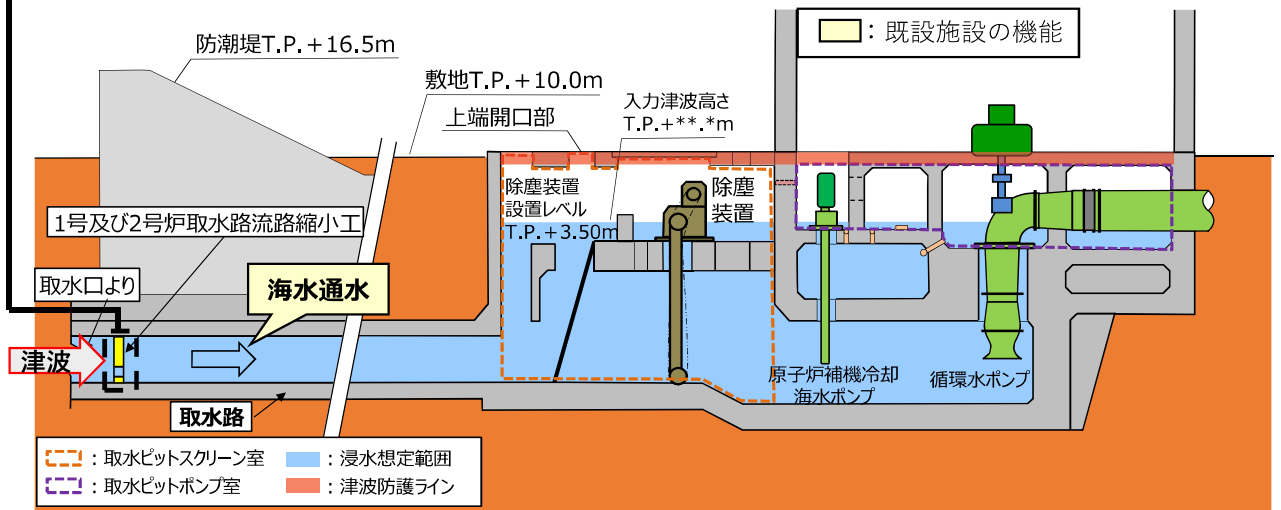 ：既設施設の機能
防潮堤T.P.＋16.5m
敷地T.P.＋10.0m
上端開口部
入力津波高さ
T.P.+**.*m
除塵装置
設置レベル
T.P.+3.50m
除塵
装置
1号及び2号炉取水路流路縮小工
取水口より
海水通水
津波
取水路
原子炉補機冷却
海水ポンプ
循環水ポンプ
：取水ピットスクリーン室
：浸水想定範囲
：取水ピットポンプ室
：津波防護ライン